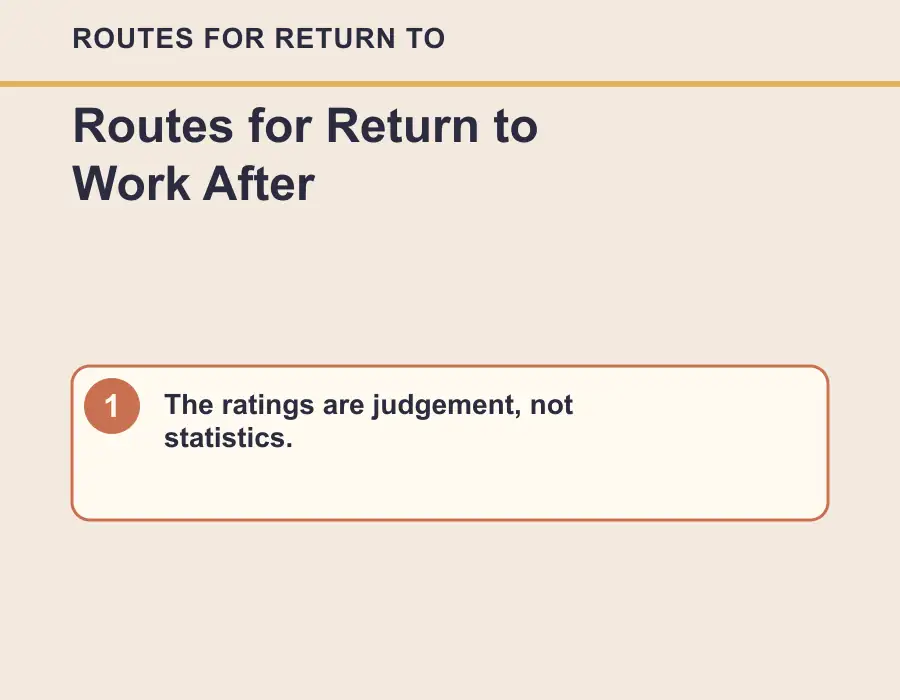 ROUTES FOR RETURN TO
Routes for Return to
Work After
1
The ratings are judgement, not
statistics.